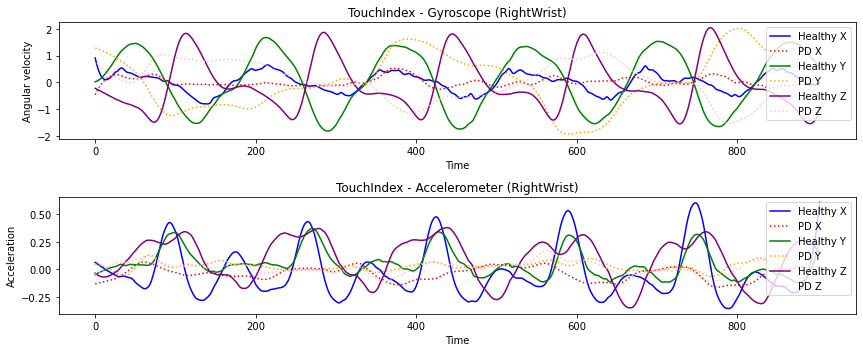 TouchIndex - Gyroscope (RightWrist)
Angular velocity
2
1
0
−1
−2
0
200
400
600
800
Time
Healthy X
PD X
Healthy Y
PD Y
Healthy Z
PD Z
TouchIndex - Accelerometer (RightWrist)
Acceleration
0.50
0.25
0.00
−0.25
0
200
400
600
800
Time
Healthy X
PD X
Healthy Y
PD Y
Healthy Z
PD Z